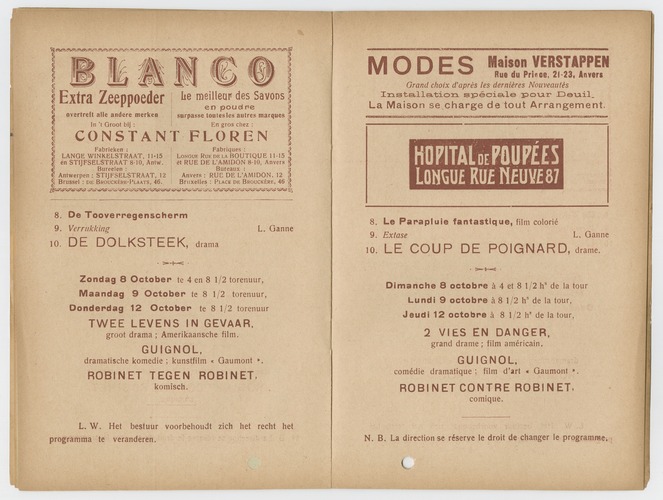 BLANCO
Extra Zeeppoeder
overtreft alle andere merken
In 't Groot bij :
Le meilleur des Savons
en poudre
surpasse toutes les autres marques
En gros chez :
CONSTANT FLOREN
Fabrieken :
LANGE WINKELSTRAAT, 11-15
en STIJFSELSTRAAT 8-10, Antw.
Bureelen :
Antwerpen : STIJFSELSTRAAT, 12
Brussel : DE BROUCKÈRE-PLAATS, 46.
Fabriques :
LONGUE RUE DE LA BOUTIQUE 11-15
et RUE DE L'AMIDON 8-10, Anvers
Bureaux :
Anvers : RUE DE L'AMIDON, 12
Bruxelles : PLACE DE BROUCKÈRE, 46
8. De Tooverregenscherm
9. Verrukking L. Ganne
10. DE DOLKSTEEK, drama
Zondag 8 October te 4 en 8 1/2 torenuur,
Maandag 9 October te 8 1/2 torenuur,
Donderdag 12 October te 8 1/2 torenuur
TWEE LEVENS IN GEVAAR,
groot drama ; Amerikaansche film.
GUIGNOL,
dramatische komedie ; kunstfilm « Gaumont ».
ROBINET TEGEN ROBINET,
komisch.
L. W. Het bestuur voorbehoudt zich het recht het
programma te veranderen.
MODES Maison VERSTAPPEN
Rue du Prince, 21-23, Anvers
Grand choix d'après les dernières Nouveautés
Installation spéciale pour Deuil.
La Maison se charge de tout Arrangement.
HOPITAL DE POUPÉES
LONGUE RUE NEUVE 87
8. Le Parapluie fantastique, film colorié
9. Extase L. Ganne
10. LE COUP DE POIGNARD, drame.
Dimanche 8 octobre à 4 et 8 1/2 h' de la tour
Lundi 9 octobre à 8 1/2 h' de la tour,
Jeudi 12 octobre à 8 1/2 h' de la tour,
2 VIES EN DANGER,
grand drame ; film américain.
GUIGNOL,
comédie dramatique ; film d'art « Gaumont ».
ROBINET CONTRE ROBINET,
comique.
N. B. La direction se réserve le droit de changer le programme.